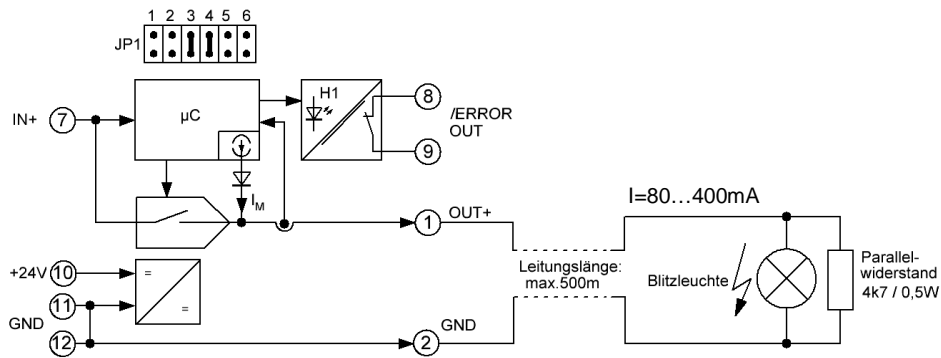 1 2 3 4 5 6
JP1
IN+ 7
µC
H1
8
/ERROR
OUT
9
I_M
1 OUT+
I=80...400mA
+24V 10
=
=
11
GND
12
2 GND
Leitungslänge:
max.500m
Blitzleuchte
Parallel-
widerstand
4k7 / 0,5W